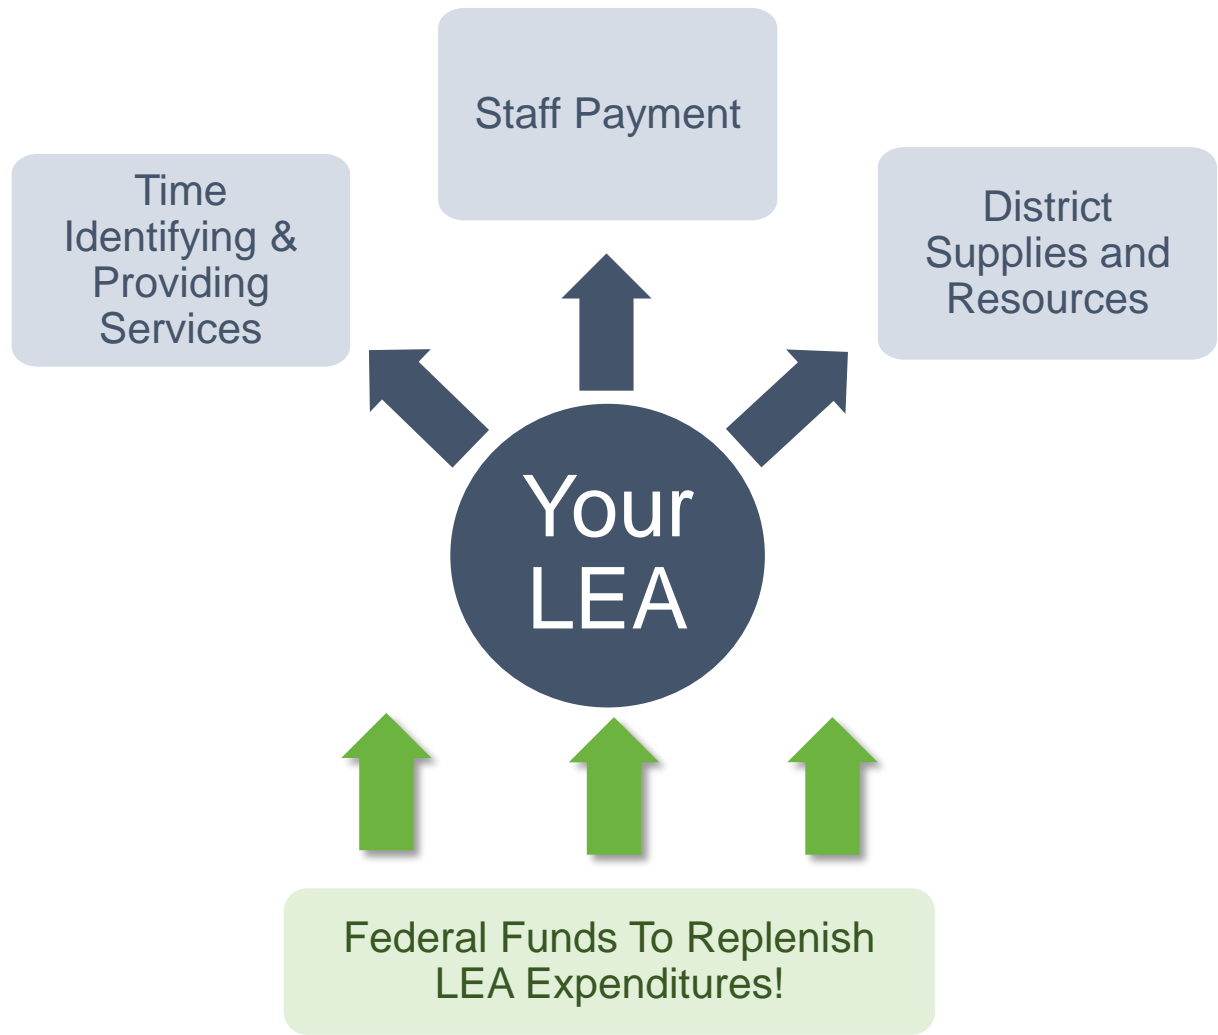 Staff Payment
Time
Identifying &
Providing
Services
District
Supplies and
Resources
Your
LEA
Federal Funds To Replenish
LEA Expenditures!